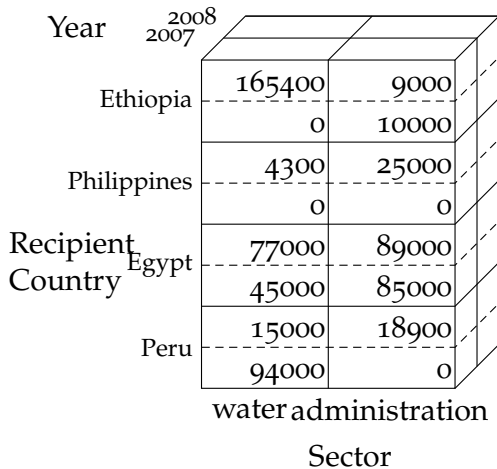 Year
2008
2007
Ethiopia
165400 9000
0 10000
Philippines
4300 25000
0 0
Recipient
Country
Egypt
77000 89000
45000 85000
Peru
15000 18900
94000 0
water administration
Sector